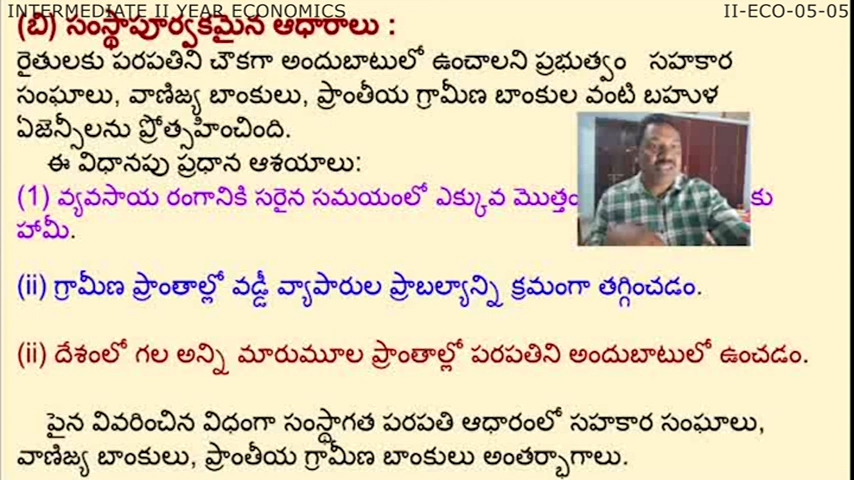 INTERMEDIATE II YEAR ECONOMICS II-ECO-05-05
(బి) సంస్థాపూర్వకమైన ఆధారాలు :
రైతులకు పరపతిని చౌకగా అందుబాటులో ఉంచాలని ప్రభుత్వం సహకార
సంఘాలు, వాణిజ్య బాంకులు, ప్రాంతీయ గ్రామీణ బాంకుల వంటి బహుళ
ఏజెన్సీలను ప్రోత్సహించింది.
ఈ విధానపు ప్రధాన ఆశయాలు:
(1) వ్యవసాయ రంగానికి సరైన సమయంలో ఎక్కువ కు
హామీ.
(ii) గ్రామీణ ప్రాంతాల్లో వడ్డీ వ్యాపారుల ప్రాబల్యాన్ని క్రమంగా తగ్గించడం.
(ii) దేశంలో గల అన్ని మారుమూల ప్రాంతాల్లో పరపతిని అందుబాటులో ఉంచడం.
పైన వివరించిన విధంగా సంస్థాగత పరపతి ఆధారంలో సహకార సంఘాలు,
వాణిజ్య బాంకులు, ప్రాంతీయ గ్రామీణ బాంకులు అంతర్భాగాలు.